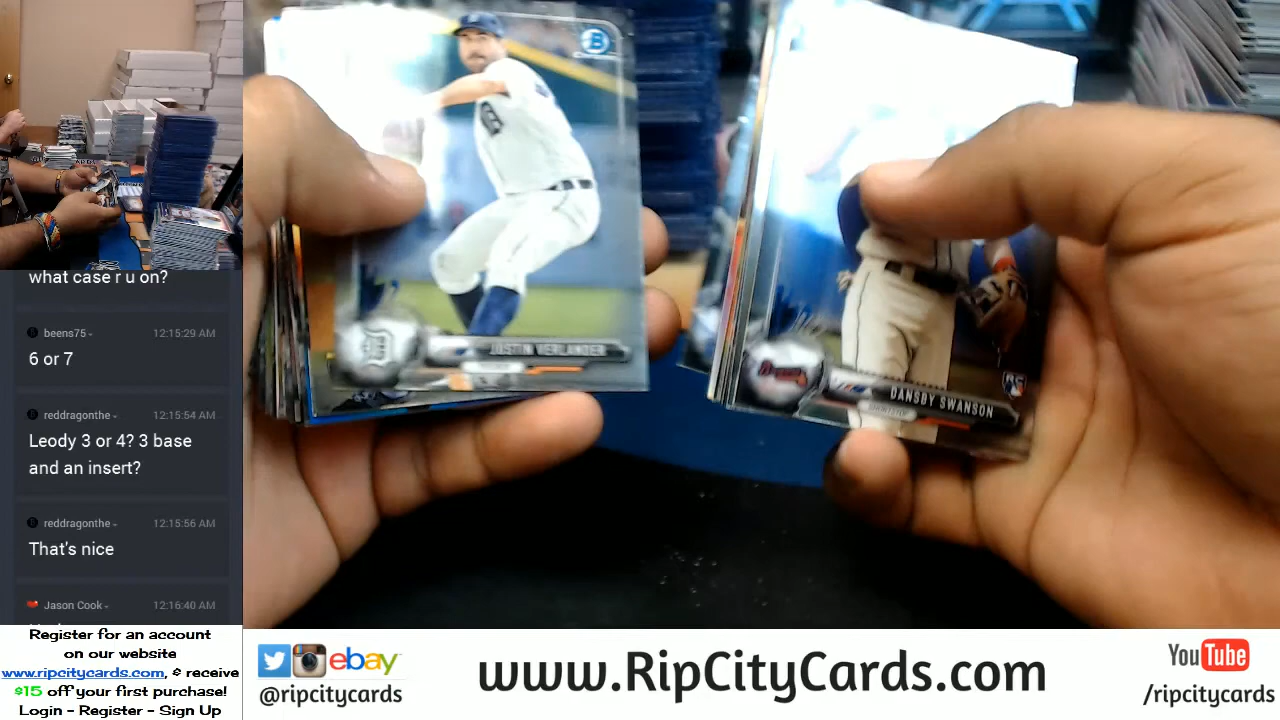 what case r u on?
beens75
12:15:29 AM
6 or 7
reddragonthe
12:15:54 AM
Leody 3 or 4? 3 base
and an insert?
reddragonthe
12:15:56 AM
That's nice
Jason Cook
12:16:40 AM
Register for an account
on our website
www.ripcitycards.com, & receive
$15 off your first purchase!
Login - Register - Sign Up
B
JUSTIN VERLANDER
Braves
DANSBY SWANSON
SHORTSTOP
RC
ebay
@ripcitycards
www.RipCityCards.com
YouTube
/ripcitycards